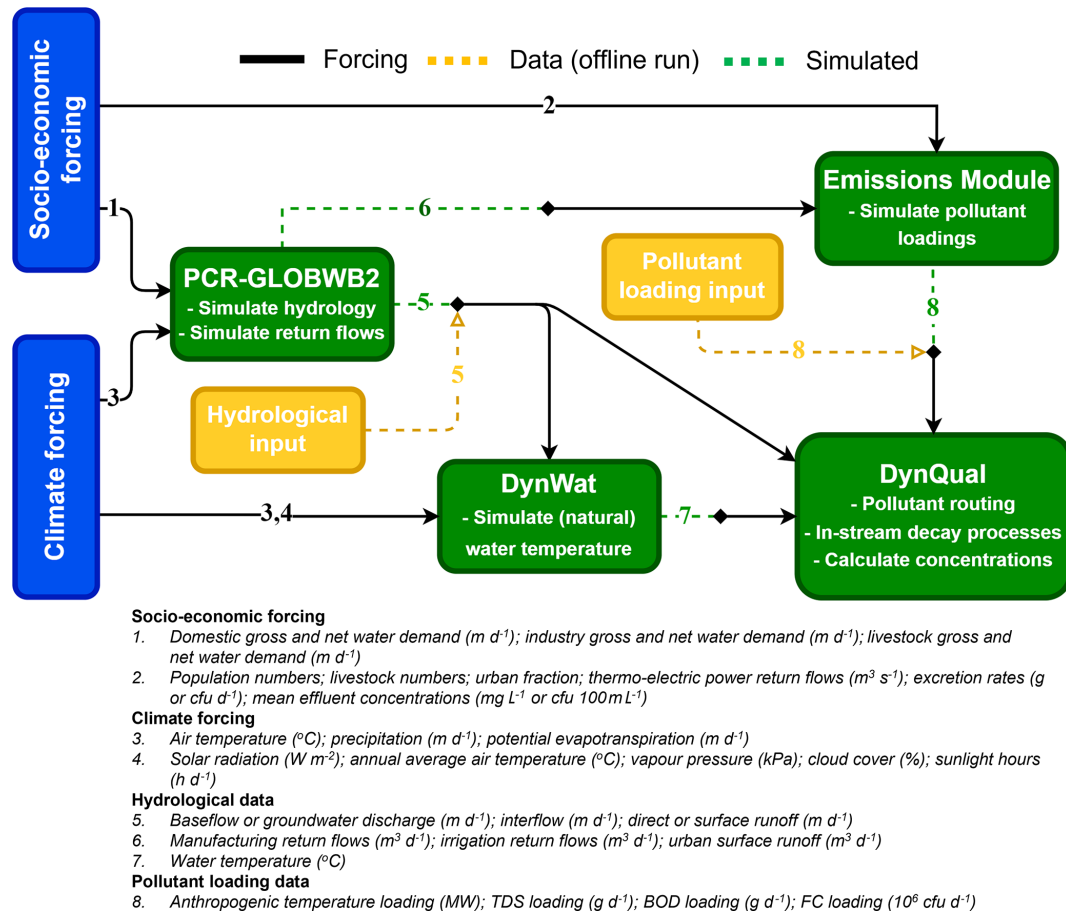 Forcing
Data (offline run)
Simulated
Socio-economic
forcing
2
1
6
Emissions Module
- Simulate pollutant
loadings
PCR-GLOBWB2
- Simulate hydrology
- Simulate return flows
5
Pollutant
loading input
8
8
5
3
Climate forcing
Hydrological
input
3,4
DynWat
- Simulate (natural)
water temperature
7
DynQual
- Pollutant routing
- In-stream decay processes
- Calculate concentrations
Socio-economic forcing
1. Domestic gross and net water demand (m d⁻¹); industry gross and net water demand (m d⁻¹); livestock gross and
net water demand (m d⁻¹)
2. Population numbers; livestock numbers; urban fraction; thermo-electric power return flows (m³ s⁻¹); excretion rates (g
or cfu d⁻¹); mean effluent concentrations (mg L⁻¹ or cfu 100 mL⁻¹)
Climate forcing
3. Air temperature (ºC); precipitation (m d⁻¹); potential evapotranspiration (m d⁻¹)
4. Solar radiation (W m⁻²); annual average air temperature (ºC); vapour pressure (kPa); cloud cover (%); sunlight hours
(h d⁻¹)
Hydrological data
5. Baseflow or groundwater discharge (m d⁻¹); interflow (m d⁻¹); direct or surface runoff (m d⁻¹)
6. Manufacturing return flows (m³ d⁻¹); irrigation return flows (m³ d⁻¹); urban surface runoff (m³ d⁻¹)
7. Water temperature (ºC)
Pollutant loading data
8. Anthropogenic temperature loading (MW); TDS loading (g d⁻¹); BOD loading (g d⁻¹); FC loading (10⁶ cfu d⁻¹)